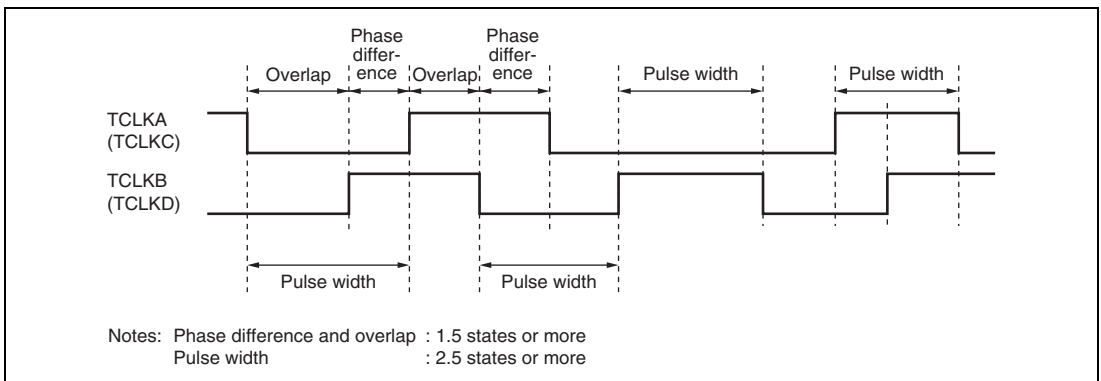 Phase
differ-
ence
Phase
differ-
ence
Overlap
Overlap
Pulse width
Pulse width
TCLKA
(TCLKC)
TCLKB
(TCLKD)
Pulse width
Pulse width
Notes: Phase difference and overlap : 1.5 states or more
Pulse width : 2.5 states or more